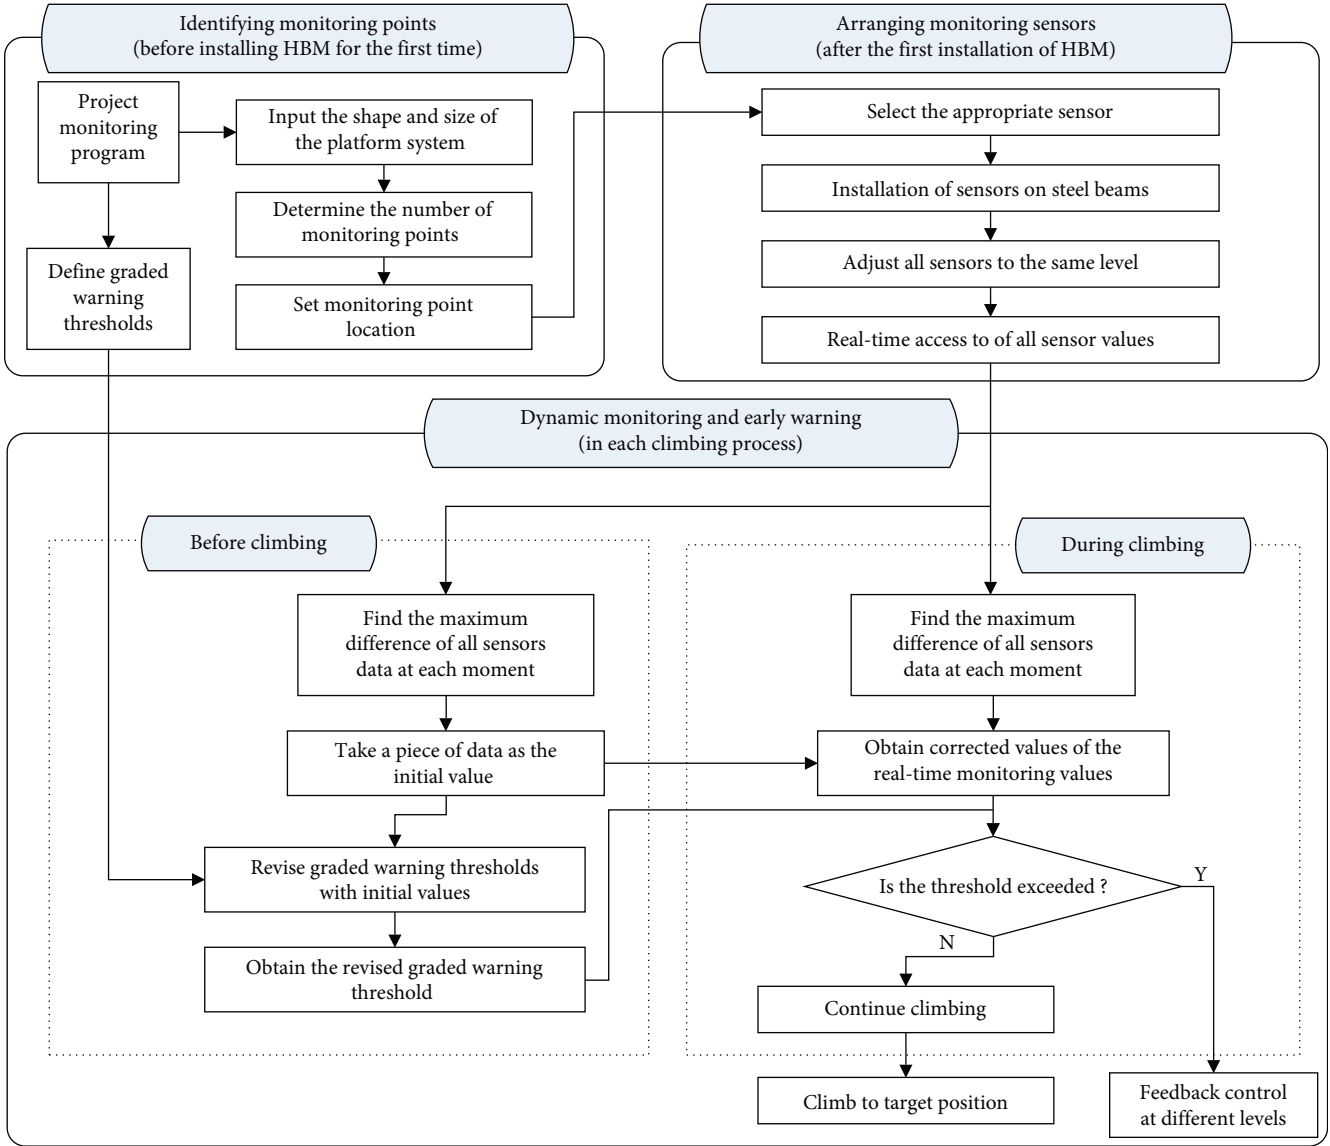 Identifying monitoring points
(before installing HBM for the first time)
Project
monitoring
program
Input the shape and size of
the platform system
Determine the number of
monitoring points
Define graded
warning
thresholds
Set monitoring point
location
Arranging monitoring sensors
(after the first installation of HBM)
Select the appropriate sensor
Installation of sensors on steel beams
Adjust all sensors to the same level
Real-time access to of all sensor values
Dynamic monitoring and early warning
(in each climbing process)
Before climbing
Find the maximum
difference of all sensors
data at each moment
Take a piece of data as the
initial value
Revise graded warning thresholds
with initial values
Obtain the revised graded warning
threshold
During climbing
Find the maximum
difference of all sensors
data at each moment
Obtain corrected values of the
real-time monitoring values
Is the threshold exceeded ?
Y
N
Continue climbing
Climb to target position
Feedback control
at different levels